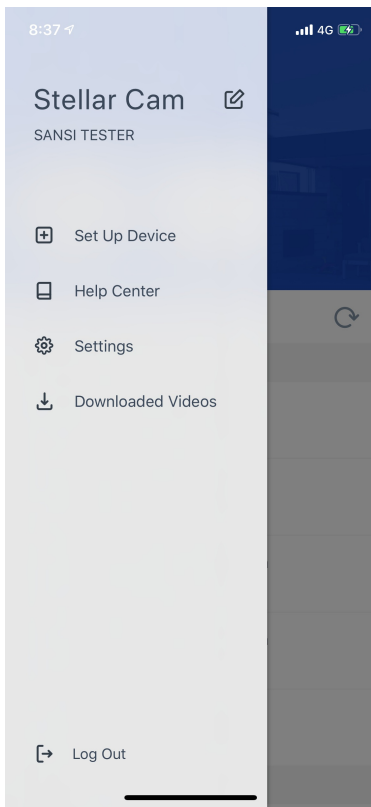 8:37
4G
Stellar Cam
SANSI TESTER
Set Up Device
Help Center
Settings
Downloaded Videos
Log Out